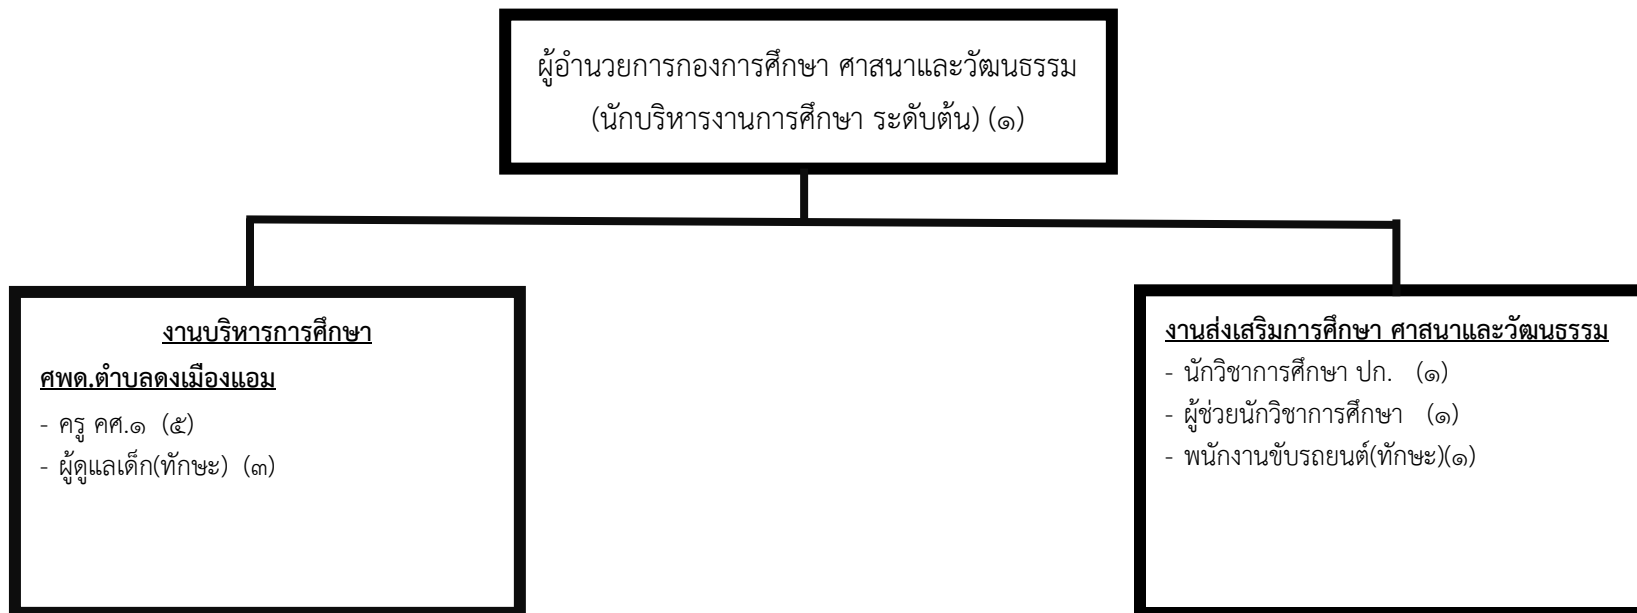 ผู้อำนวยการกองการศึกษา ศาสนาและวัฒนธรรม
(นักบริหารงานการศึกษา ระดับต้น) (๑)
งานบริหารการศึกษา
ศพด.ตำบลดงเมืองแอม
- ครู คศ.๑ (๕)
- ผู้ดูแลเด็ก(ทักษะ) (๓)
งานส่งเสริมการศึกษา ศาสนาและวัฒนธรรม
- นักวิชาการศึกษา ปก. (๑)
- ผู้ช่วยนักวิชาการศึกษา (๑)
- พนักงานขับรถยนต์(ทักษะ)(๑)